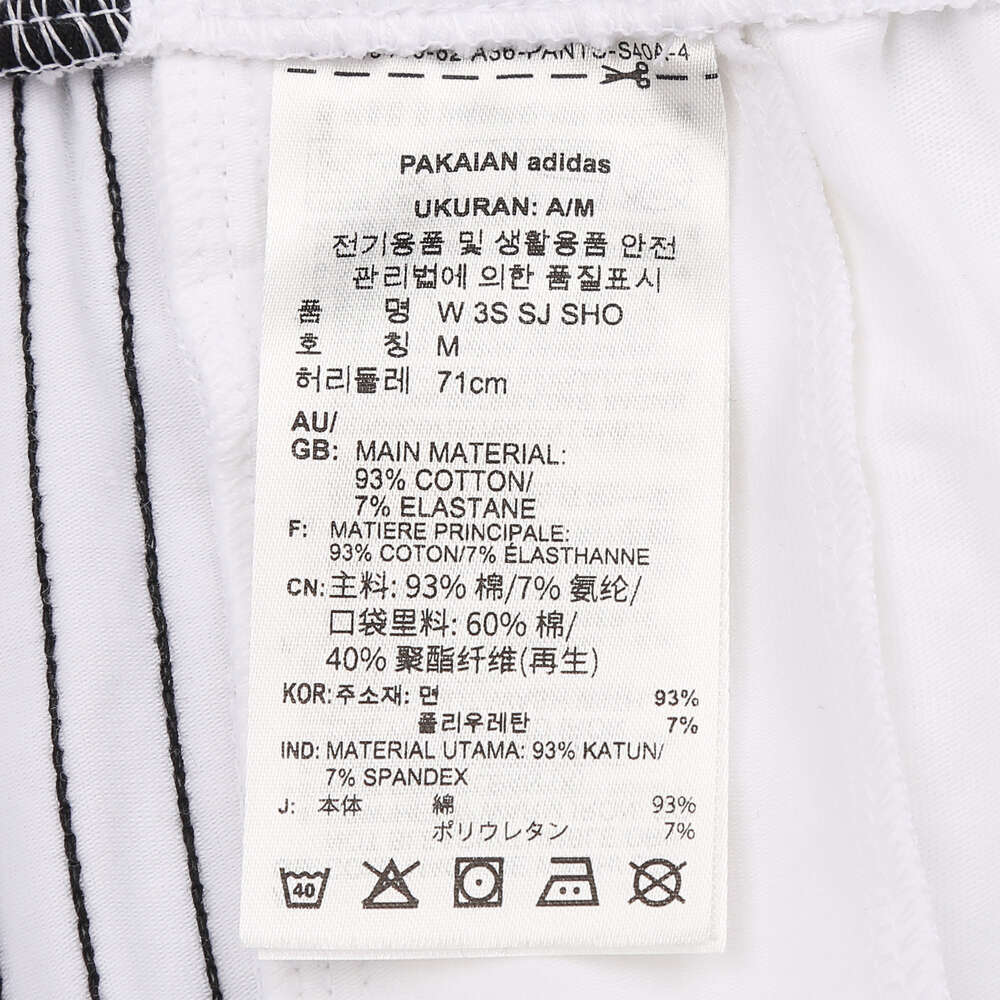 A36-PANTS-S40A-4
PAKAIAN adidas
UKURAN: A/M
전기용품 및 생활용품 안전
관리법에 의한 품질표시
품 명 W 3S SJ SHO
호 칭 M
허리둘레 71cm
AU/
GB: MAIN MATERIAL:
93% COTTON/
7% ELASTANE
F: MATIERE PRINCIPALE:
93% COTON/7% ÉLASTHANNE
CN: 主料: 93% 棉/7% 氨纶/
口袋里料: 60% 棉/
40% 聚酯纤维(再生)
KOR: 주소재: 면 93%
폴리우레탄 7%
IND: MATERIAL UTAMA: 93% KATUN/
7% SPANDEX
J: 本体 綿 93%
ポリウレタン 7%
40